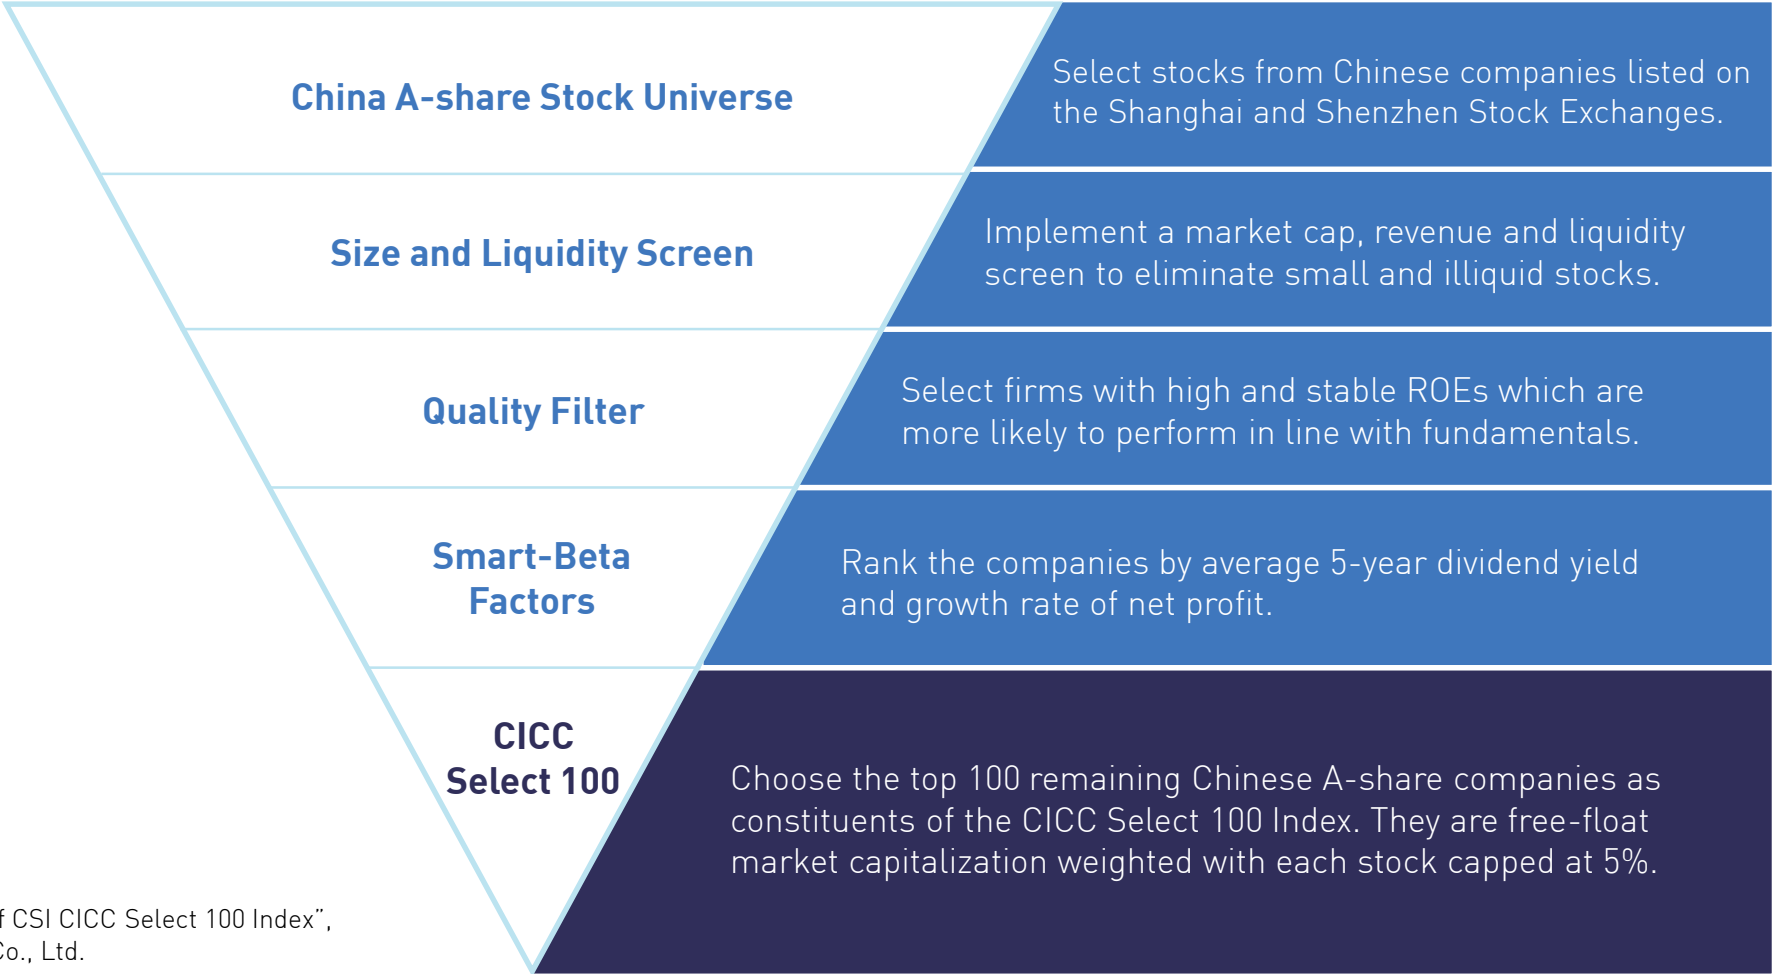 China A-share Stock Universe
Select stocks from Chinese companies listed on
the Shanghai and Shenzhen Stock Exchanges.
Size and Liquidity Screen
Implement a market cap, revenue and liquidity
screen to eliminate small and illiquid stocks.
Quality Filter
Select firms with high and stable ROEs which are
more likely to perform in line with fundamentals.
Smart-Beta
Factors
Rank the companies by average 5-year dividend yield
and growth rate of net profit.
CICC
Select 100
Choose the top 100 remaining Chinese A-share companies as
constituents of the CICC Select 100 Index. They are free-float
market capitalization weighted with each stock capped at 5%.
CSI CICC Select 100 Index”,
Co., Ltd.